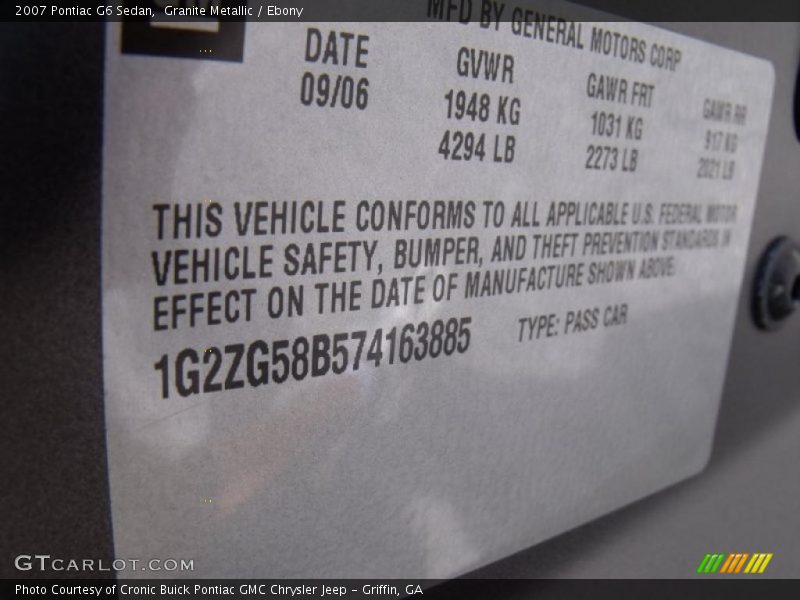 2007 Pontiac G6 Sedan, Granite Metallic / Ebony
MFD BY GENERAL MOTORS CORP
DATE GVWR GAWR FRT GAWR RR
09/06 1948 KG 1031 KG 917 KG
4294 LB 2273 LB 2021 LB
THIS VEHICLE CONFORMS TO ALL APPLICABLE U.S. FEDERAL MOTOR
VEHICLE SAFETY, BUMPER, AND THEFT PREVENTION STANDARDS IN
EFFECT ON THE DATE OF MANUFACTURE SHOWN ABOVE.
1G2ZG58B574163885 TYPE: PASS CAR
GTCARLOT.COM
Photo Courtesy of Cronic Buick Pontiac GMC Chrysler Jeep - Griffin, GA